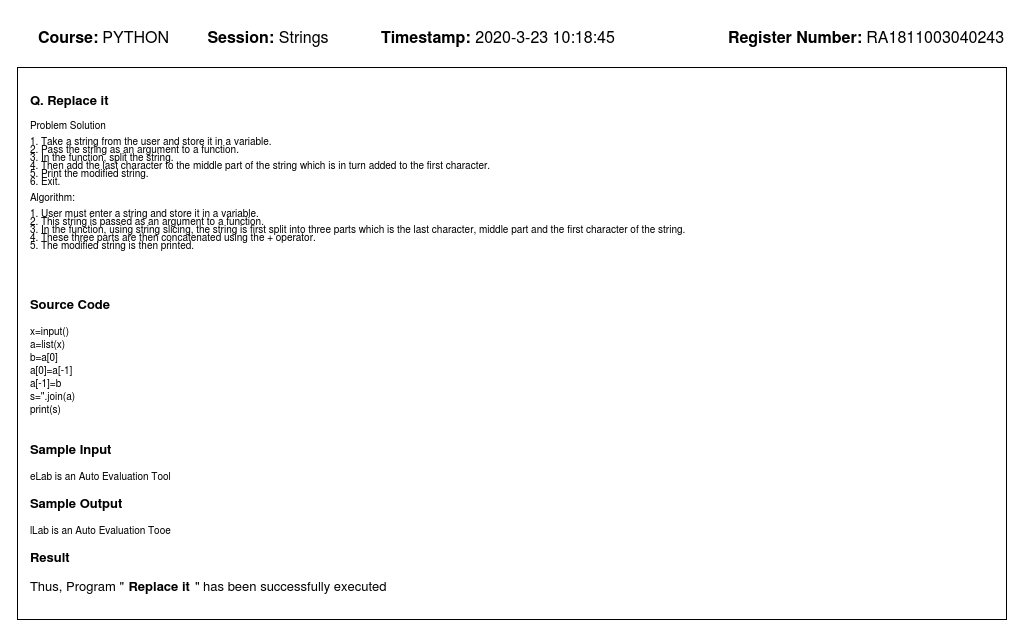 Course: PYTHON Session: Strings Timestamp: 2020-3-23 10:18:45 Register Number: RA1811003040243
Q. Replace it
Problem Solution
1. Take a string from the user and store it in a variable.
2. Pass the string as an argument to a function.
3. In the function, split the string.
4. Then add the last character to the middle part of the string which is in turn added to the first character.
5. Print the modified string.
6. Exit.
Algorithm:
1. User must enter a string and store it in a variable.
2. This string is passed as an argument to a function.
3. In the function, using string slicing, the string is first split into three parts which is the last character, middle part and the first character of the string.
4. These three parts are then concatenated using the + operator.
5. The modified string is then printed.
Source Code
x=input()
a=list(x)
b=a[0]
a[0]=a[-1]
a[-1]=b
s=''.join(a)
print(s)
Sample Input
eLab is an Auto Evaluation Tool
Sample Output
lLab is an Auto Evaluation Tooe
Result
Thus, Program " Replace it " has been successfully executed